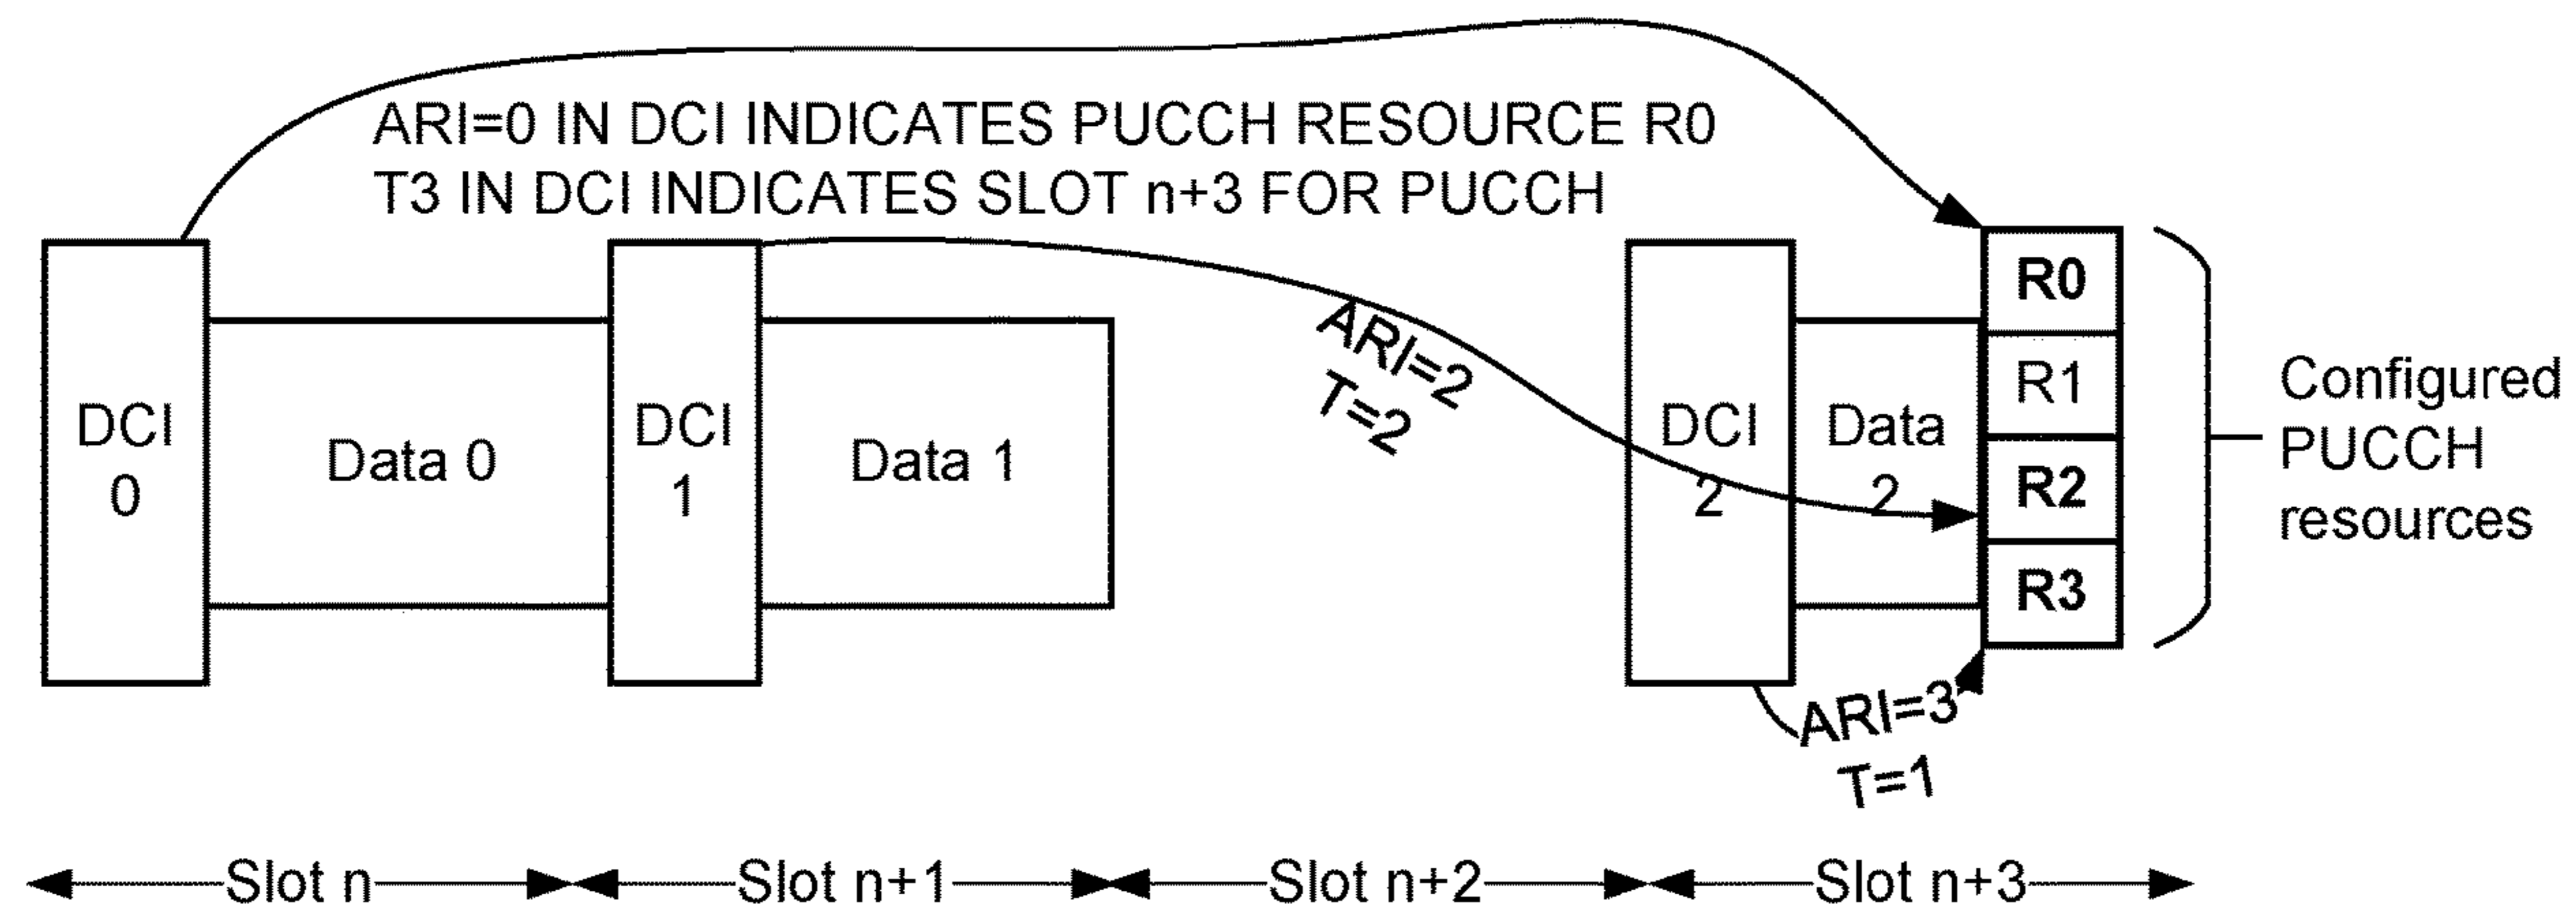 ARI=0 IN DCI INDICATES PUCCH RESOURCE R0
T3 IN DCI INDICATES SLOT n+3 FOR PUCCH
DCI
0
Data 0
DCI
1
Data 1
ARI=2
T=2
DCI
2
Data
2
R0
R1
R2
R3
Configured
PUCCH
resources
ARI=3
T=1
Slot n
Slot n+1
Slot n+2
Slot n+3